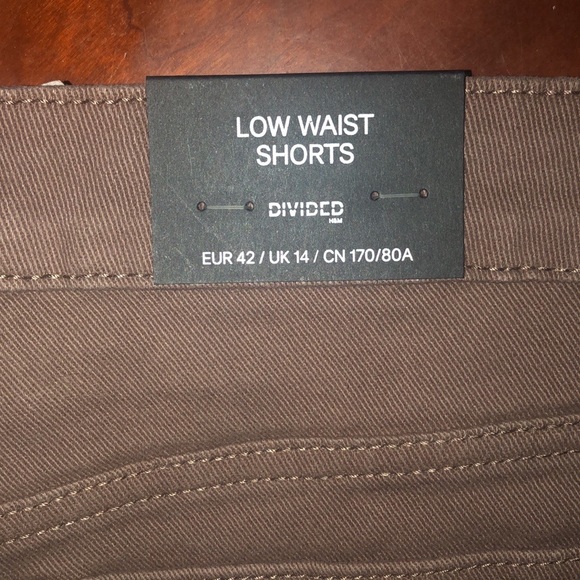 LOW WAIST
SHORTS
DIVIDED
H&M
EUR 42 / UK 14 / CN 170/80A